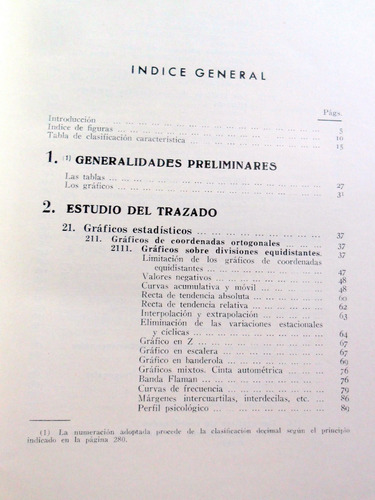 INDICE GENERAL
Págs.
Introducción ... 5
Indice de figuras ... 10
Tabla de clasificación característica ... 15
1. (1) GENERALIDADES PRELIMINARES
Las tablas ... 27
Los gráficos ... 31
2. ESTUDIO DEL TRAZADO
21. Gráficos estadísticos ... 37
211. Gráficos de coordenadas ortogonales ... 37
2111. Gráficos sobre divisiones equidistantes. 37
Limitación de los gráficos de coordenadas
equidistantes ... 47
Valores negativos ... 48
Curvas acumulativa y móvil ... 48
Recta de tendencia absoluta ... 60
Recta de tendencia relativa ... 62
Interpolación y extrapolación ... 63
Eliminación de las variaciones estacionales
y cíclicas ... 64
Gráfico en Z ... 67
Gráfico en escalera ... 67
Gráfico en banderola ... 69
Gráficos mixtos. Cinta autométrica ... 76
Banda Flaman ... 76
Curvas de frecuencia ... 79
Márgenes intercuartilas, interdecilas, etc. ... 86
Perfil psicológico ... 89
(1) La numeración adoptada procede de la clasificación decimal según el principio
indicado en la página 280.